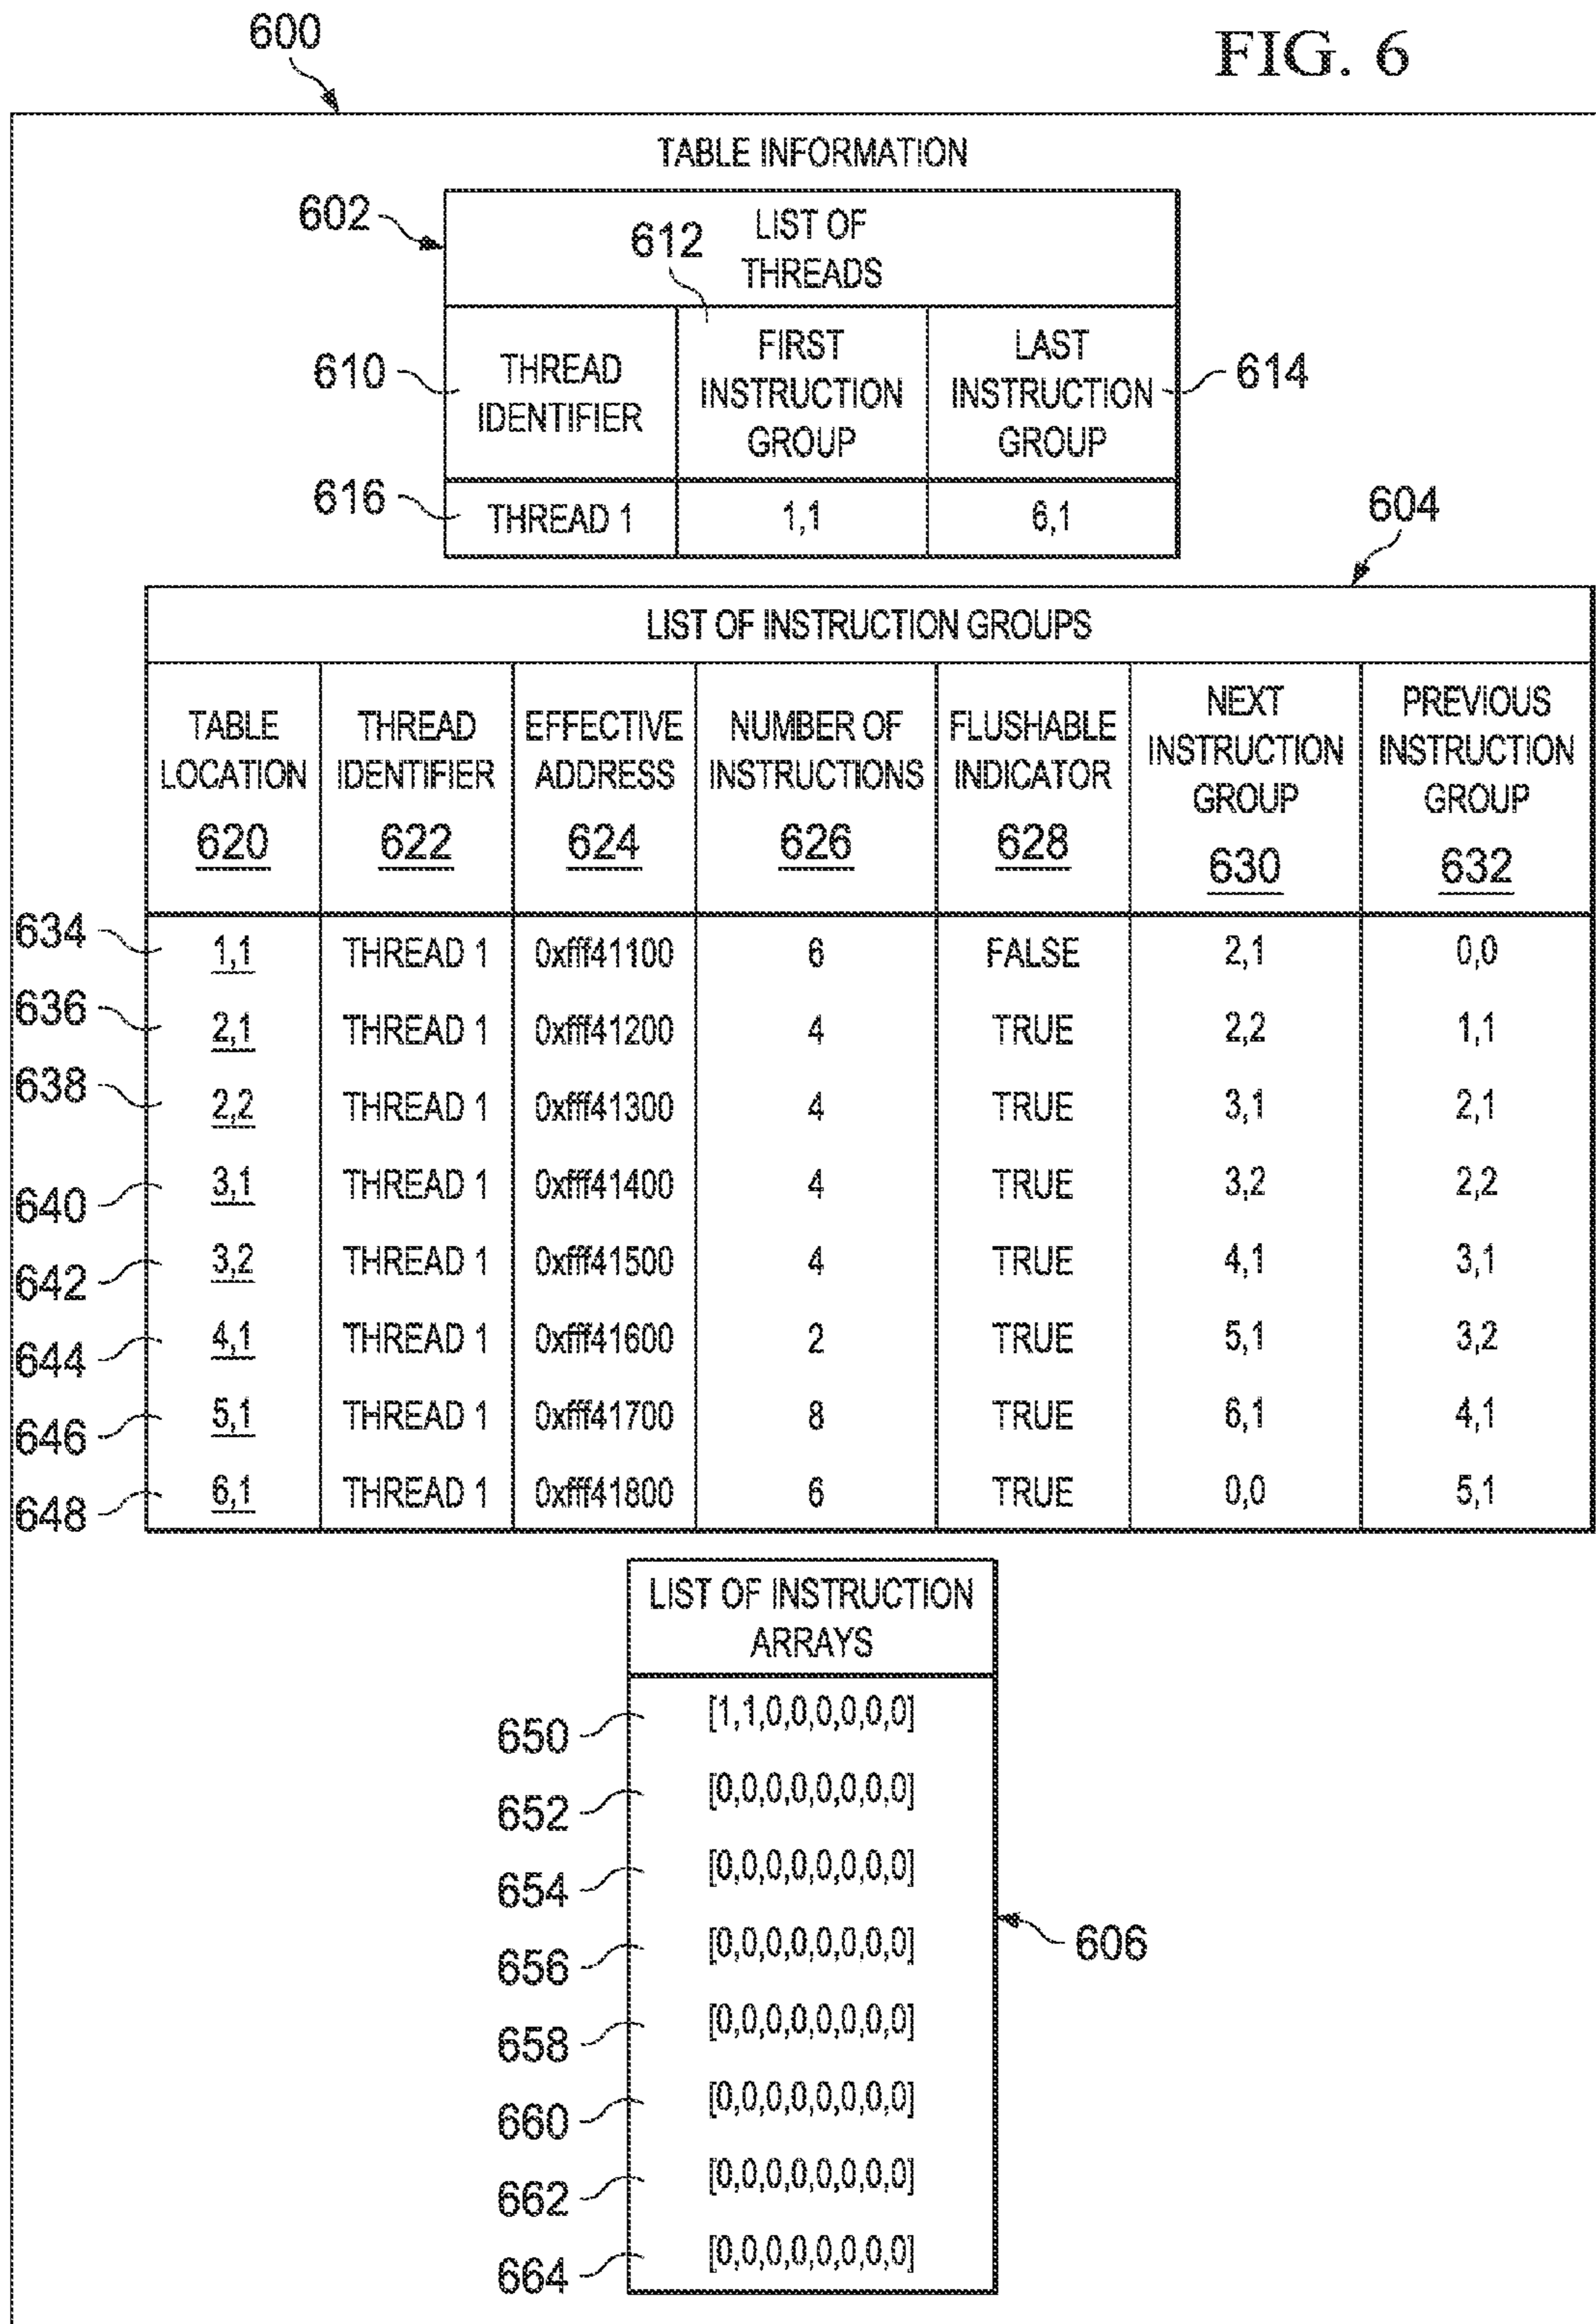 FIG. 6
600
TABLE INFORMATION
602
LIST OF
THREADS
612
610
THREAD
IDENTIFIER
FIRST
INSTRUCTION
GROUP
LAST
INSTRUCTION
GROUP
614
616
THREAD 1 1,1 6,1
604
LIST OF INSTRUCTION GROUPS
TABLE
LOCATION
620
THREAD
IDENTIFIER
622
EFFECTIVE
ADDRESS
624
NUMBER OF
INSTRUCTIONS
626
FLUSHABLE
INDICATOR
628
NEXT
INSTRUCTION
GROUP
630
PREVIOUS
INSTRUCTION
GROUP
632
634 1,1 THREAD 1 0xfff41100 6 FALSE 2,1 0,0
636 2,1 THREAD 1 0xfff41200 4 TRUE 2,2 1,1
638 2,2 THREAD 1 0xfff41300 4 TRUE 3,1 2,1
640 3,1 THREAD 1 0xfff41400 4 TRUE 3,2 2,2
642 3,2 THREAD 1 0xfff41500 4 TRUE 4,1 3,1
644 4,1 THREAD 1 0xfff41600 2 TRUE 5,1 3,2
646 5,1 THREAD 1 0xfff41700 8 TRUE 6,1 4,1
648 6,1 THREAD 1 0xfff41800 6 TRUE 0,0 5,1
LIST OF INSTRUCTION
ARRAYS
650 [1,1,0,0,0,0,0,0]
652 [0,0,0,0,0,0,0,0]
654 [0,0,0,0,0,0,0,0]
656 [0,0,0,0,0,0,0,0]
606
658 [0,0,0,0,0,0,0,0]
660 [0,0,0,0,0,0,0,0]
662 [0,0,0,0,0,0,0,0]
664 [0,0,0,0,0,0,0,0]